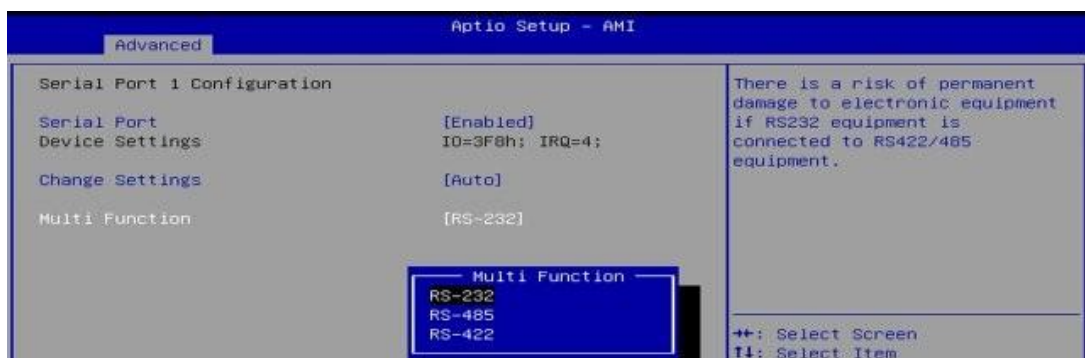 Aptio Setup - AMI
Advanced
Serial Port 1 Configuration
Serial Port [Enabled]
Device Settings IO=3F8h; IRQ=4;
Change Settings [Auto]
Multi Function [RS-232]
Multi Function
RS-232
RS-485
RS-422
There is a risk of permanent
damage to electronic equipment
if RS232 equipment is
connected to RS422/485
equipment.
→←: Select Screen
↑↓: Select Item